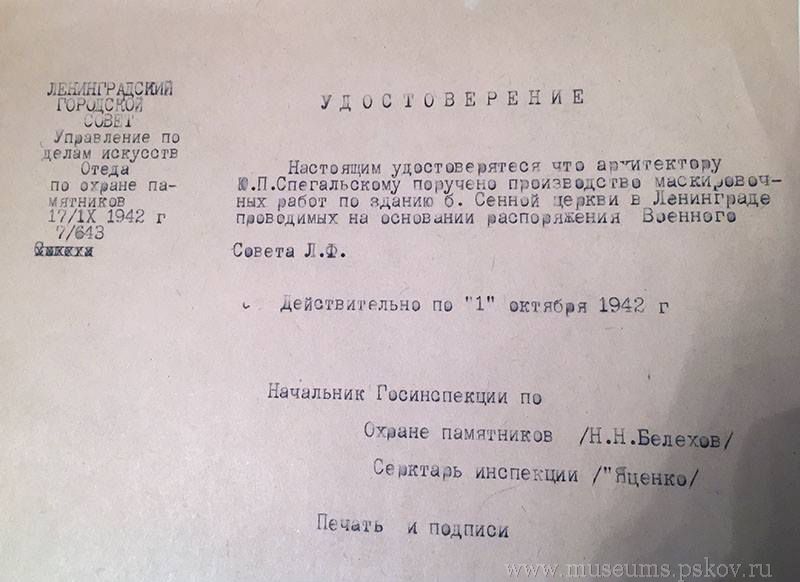 ЛЕНИНГРАДСКИЙ
ГОРОДСКОЙ
СОВЕТ
Управление по
делам искусств
Отеда
по охране па-
мятников
17/IX 1942 г
7/643
УДОСТОВЕРЕНИЕ
Настоящим удостоверятеся что архитектору
Ю.П.Спегальскому поручено производство маскировоч-
ных работ по зданию б. Сенной церкви в Ленинграде
проводимых на основании распоряжения Военного
Совета Л.Ф.
Действительно по "1" октября 1942 г
Начальник Госинспекции по
Охране памятников /Н.Н.Белехов/
Серктарь инспекции /"Яценко/
Печать и подписи
www.museums.pskov.ru